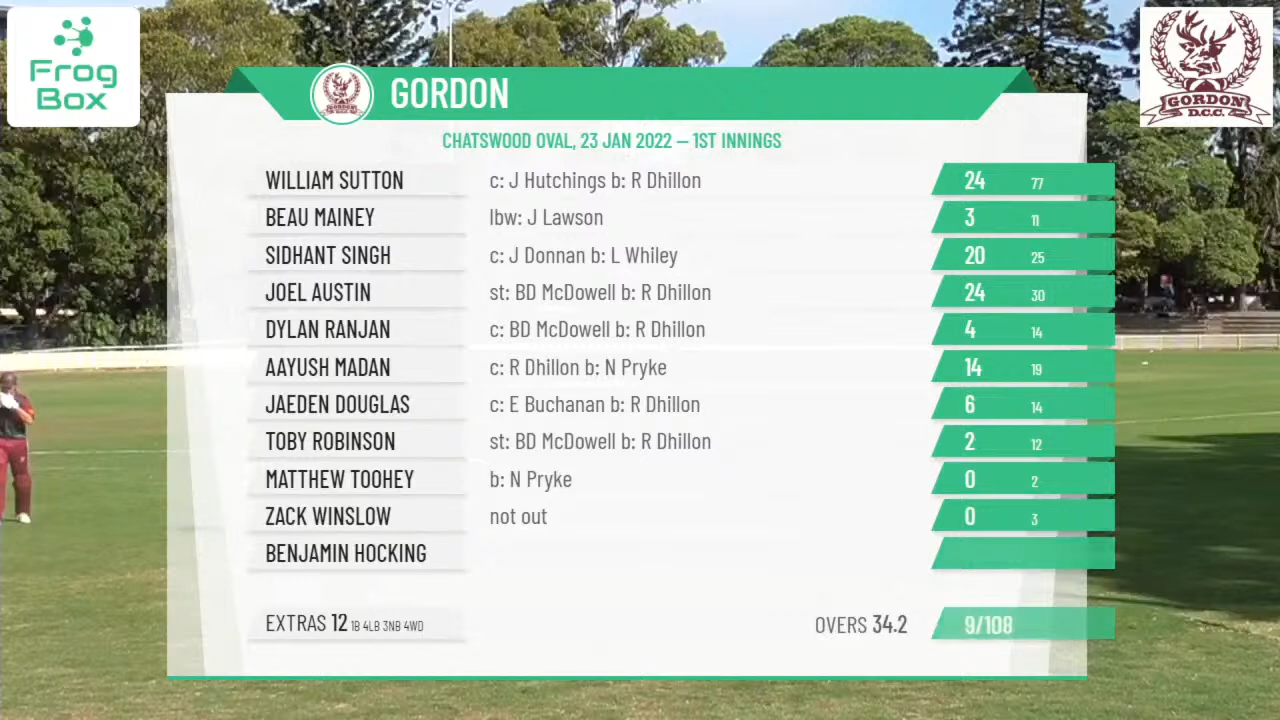 Frog
Box
GORDON
GORDON
D.C.C.
CHATSWOOD OVAL, 23 JAN 2022 – 1ST INNINGS
WILLIAM SUTTON c: J Hutchings b: R Dhillon 24 77
BEAU MAINEY lbw: J Lawson 3 11
SIDHANT SINGH c: J Donnan b: L Whiley 20 25
JOEL AUSTIN st: BD McDowell b: R Dhillon 24 30
DYLAN RANJAN c: BD McDowell b: R Dhillon 4 14
AAYUSH MADAN c: R Dhillon b: N Pryke 14 19
JAEDEN DOUGLAS c: E Buchanan b: R Dhillon 6 14
TOBY ROBINSON st: BD McDowell b: R Dhillon 2 12
MATTHEW TOOHEY b: N Pryke 0 2
ZACK WINSLOW not out 0 3
BENJAMIN HOCKING
EXTRAS 12 1B 4LB 3NB 4WD OVERS 34.2 9/108